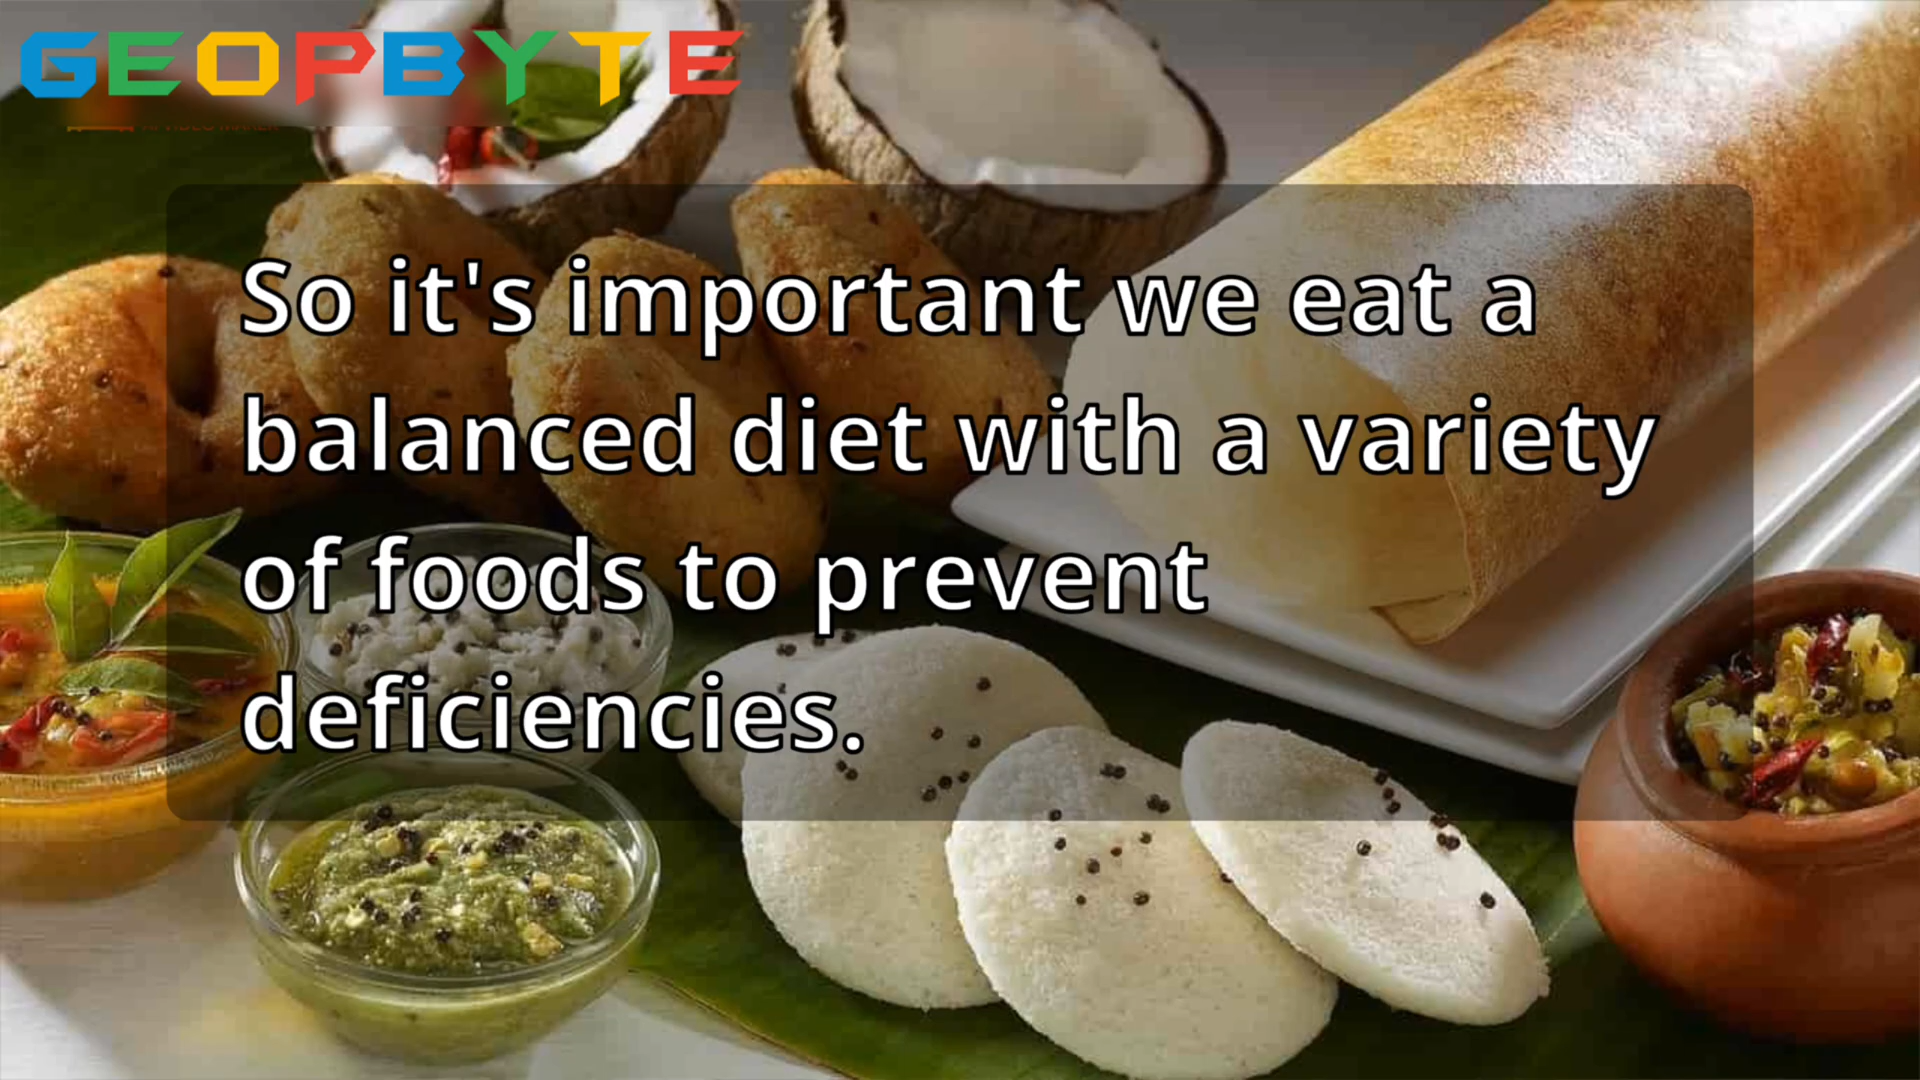 GEOPBYTE
So it's important we eat a
balanced diet with a variety
of foods to prevent
deficiencies.